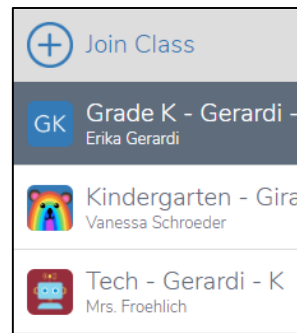 Join Class
GK
Grade K - Gerardi -
Erika Gerardi
Kindergarten - Gira
Vanessa Schroeder
Tech - Gerardi - K
Mrs. Froehlich